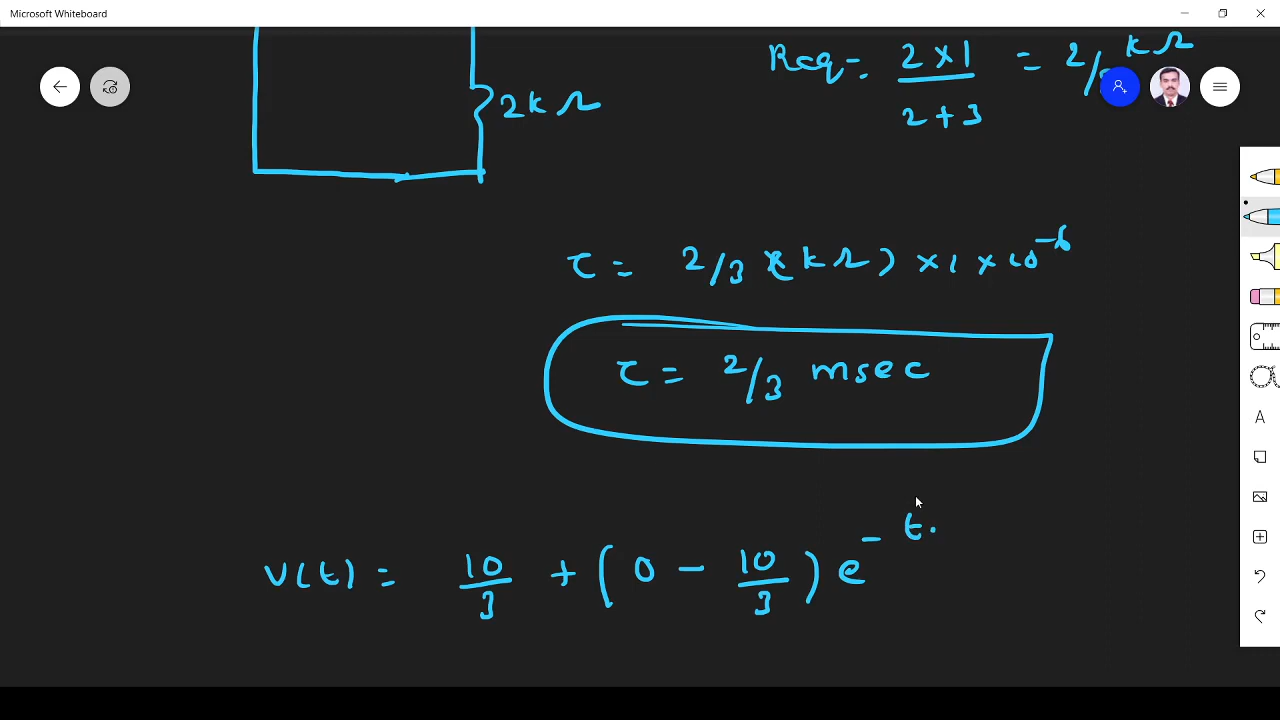 Microsoft Whiteboard
Req = 2 × 1 / 2 + 3 = 2/ kΩ
2kΩ
τ = 2/3 (kΩ) × 1 × 10^-6
τ = 2/3 msec
V(t) = 10/3 + (0 - 10/3) e^- t
A